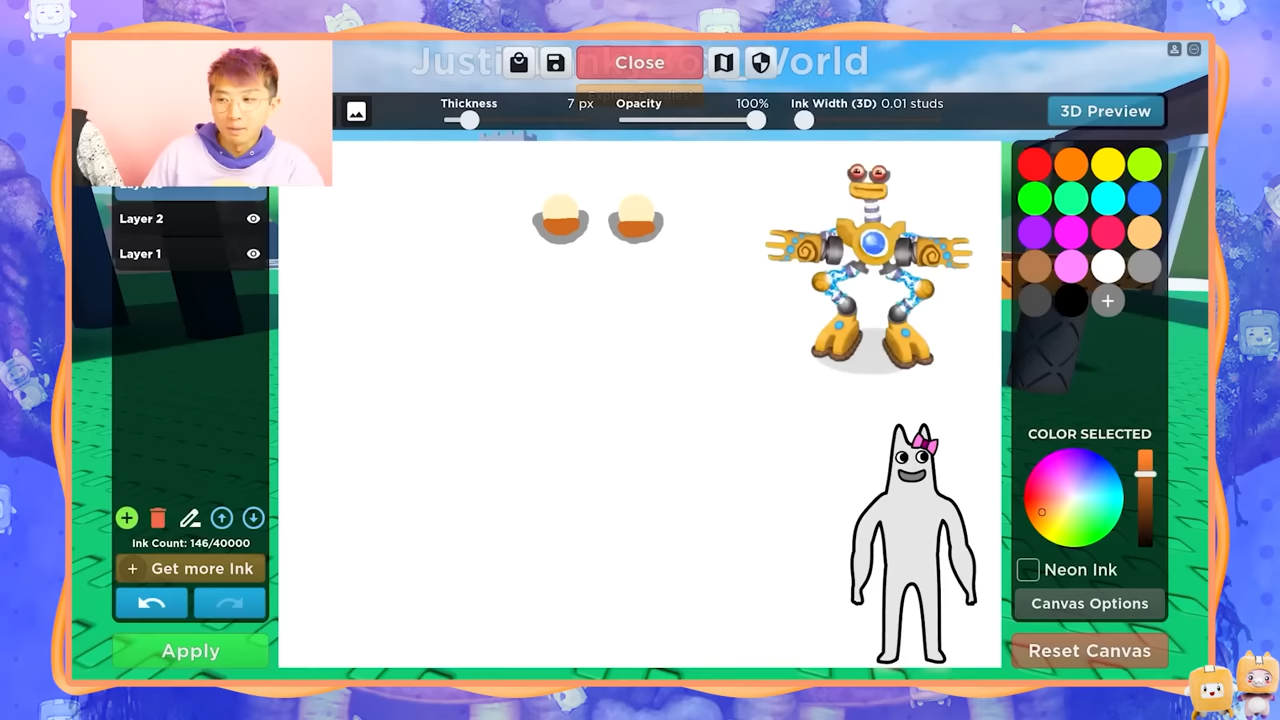 Close
Thickness 7 px Opacity 100% Ink Width (3D) 0.01 studs
3D Preview
Layer 2
Layer 1
COLOR SELECTED
Ink Count: 146/40000
+ Get more Ink
Neon Ink
Canvas Options
Apply
Reset Canvas